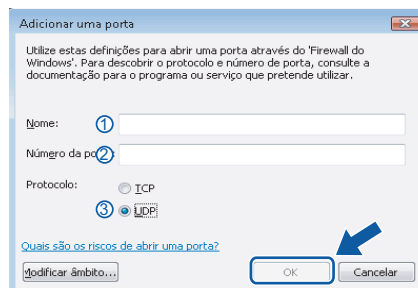 Adicionar uma porta
Utilize estas definições para abrir uma porta através do 'Firewall do
Windows'. Para descobrir o protocolo e número de porta, consulte a
documentação para o programa ou serviço que pretende utilizar.
Nome: 1
Número da porta: 2
Protocolo: TCP
3 UDP
Quais são os riscos de abrir uma porta?
Modificar âmbito... OK Cancelar